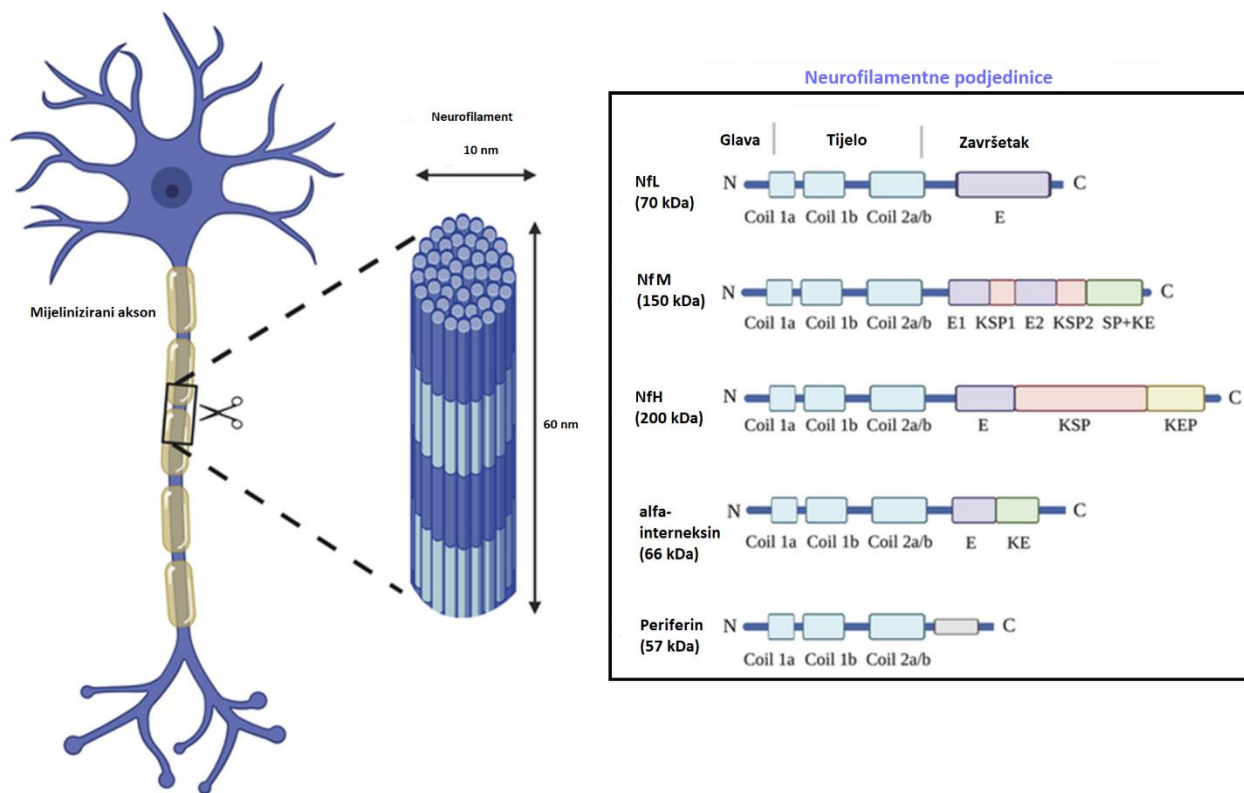 Mijelinizirani akson
Neurofilament
10 nm
60 nm
Neurofilamentne podjedinice
Glava Tijelo Završetak
NfL
(70 kDa)
N C
Coil 1a Coil 1b Coil 2a/b E
NfM
(150 kDa)
N C
Coil 1a Coil 1b Coil 2a/b E1 KSP1 E2 KSP2 SP+KE
NfH
(200 kDa)
N C
Coil 1a Coil 1b Coil 2a/b E KSP KEP
alfa-
interneksin
(66 kDa)
N C
Coil 1a Coil 1b Coil 2a/b E KE
Periferin
(57 kDa)
N C
Coil 1a Coil 1b Coil 2a/b